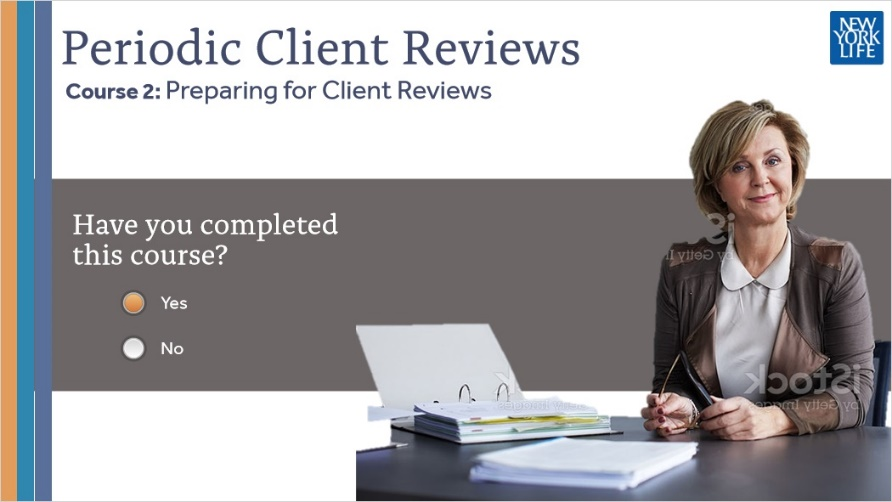 Periodic Client Reviews
NEW
YORK
LIFE
Course 2: Preparing for Client Reviews
Have you completed
this course?
Yes
No
iStock
by Getty Images